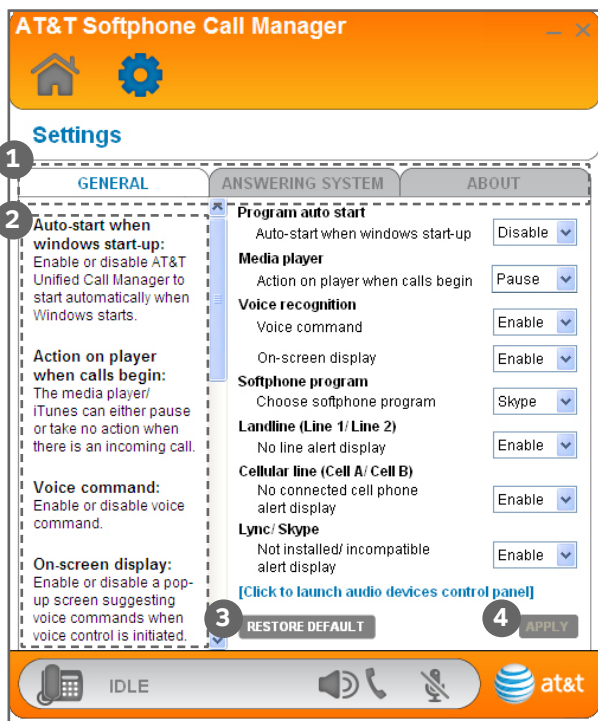 AT&T Softphone Call Manager
Settings
1
GENERAL
ANSWERING SYSTEM
ABOUT
2
Auto-start when
windows start-up:
Enable or disable AT&T
Unified Call Manager to
start automatically when
Windows starts.
Action on player
when calls begin:
The media player/
iTunes can either pause
or take no action when
there is an incoming call.
Voice command:
Enable or disable voice
command.
On-screen display:
Enable or disable a pop-
up screen suggesting
voice commands when
voice control is initiated.
Program auto start
Auto-start when windows start-up Disable
Media player
Action on player when calls begin Pause
Voice recognition
Voice command Enable
On-screen display Enable
Softphone program
Choose softphone program Skype
Landline (Line 1/ Line 2)
No line alert display Enable
Cellular line (Cell A/ Cell B)
No connected cell phone
alert display Enable
Lync/ Skype
Not installed/ incompatible
alert display Enable
[Click to launch audio devices control panel]
3 RESTORE DEFAULT
4 APPLY
IDLE
at&t